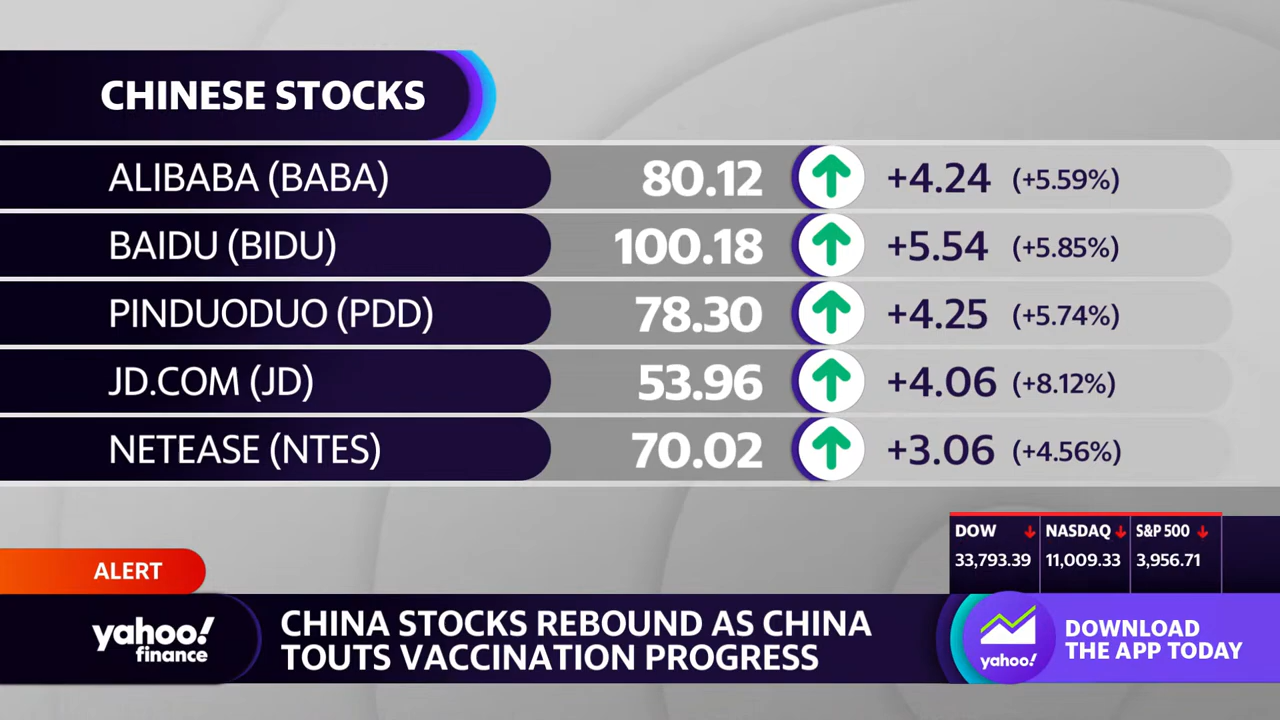 CHINESE STOCKS
ALIBABA (BABA) 80.12 +4.24 (+5.59%)
BAIDU (BIDU) 100.18 +5.54 (+5.85%)
PINDUODUO (PDD) 78.30 +4.25 (+5.74%)
JD.COM (JD) 53.96 +4.06 (+8.12%)
NETEASE (NTES) 70.02 +3.06 (+4.56%)
DOW NASDAQ S&P 500
33,793.39 11,009.33 3,956.71
ALERT
yahoo!
finance
CHINA STOCKS REBOUND AS CHINA
TOUTS VACCINATION PROGRESS
yahoo!
DOWNLOAD
THE APP TODAY